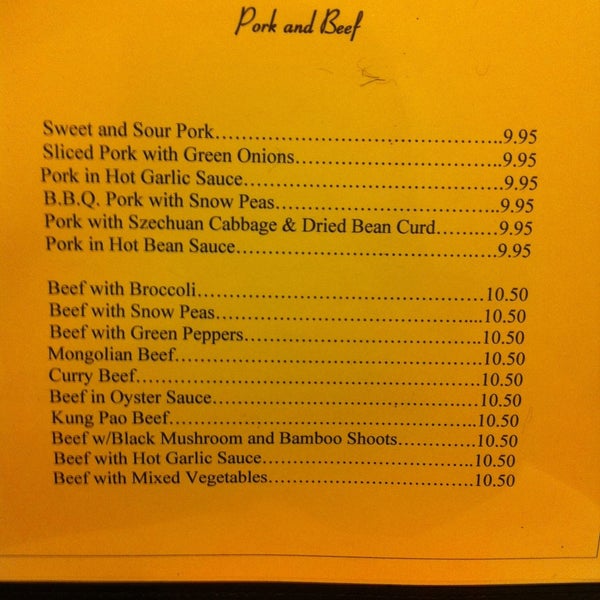 Pork and Beef
Sweet and Sour Pork.......................................9.95
Sliced Pork with Green Onions.............................9.95
Pork in Hot Garlic Sauce..................................9.95
B.B.Q. Pork with Snow Peas................................9.95
Pork with Szechuan Cabbage & Dried Bean Curd..........9.95
Pork in Hot Bean Sauce....................................9.95
Beef with Broccoli........................................10.50
Beef with Snow Peas.......................................10.50
Beef with Green Peppers...................................10.50
Mongolian Beef............................................10.50
Curry Beef................................................10.50
Beef in Oyster Sauce......................................10.50
Kung Pao Beef.............................................10.50
Beef w/Black Mushroom and Bamboo Shoots............10.50
Beef with Hot Garlic Sauce................................10.50
Beef with Mixed Vegetables................................10.50